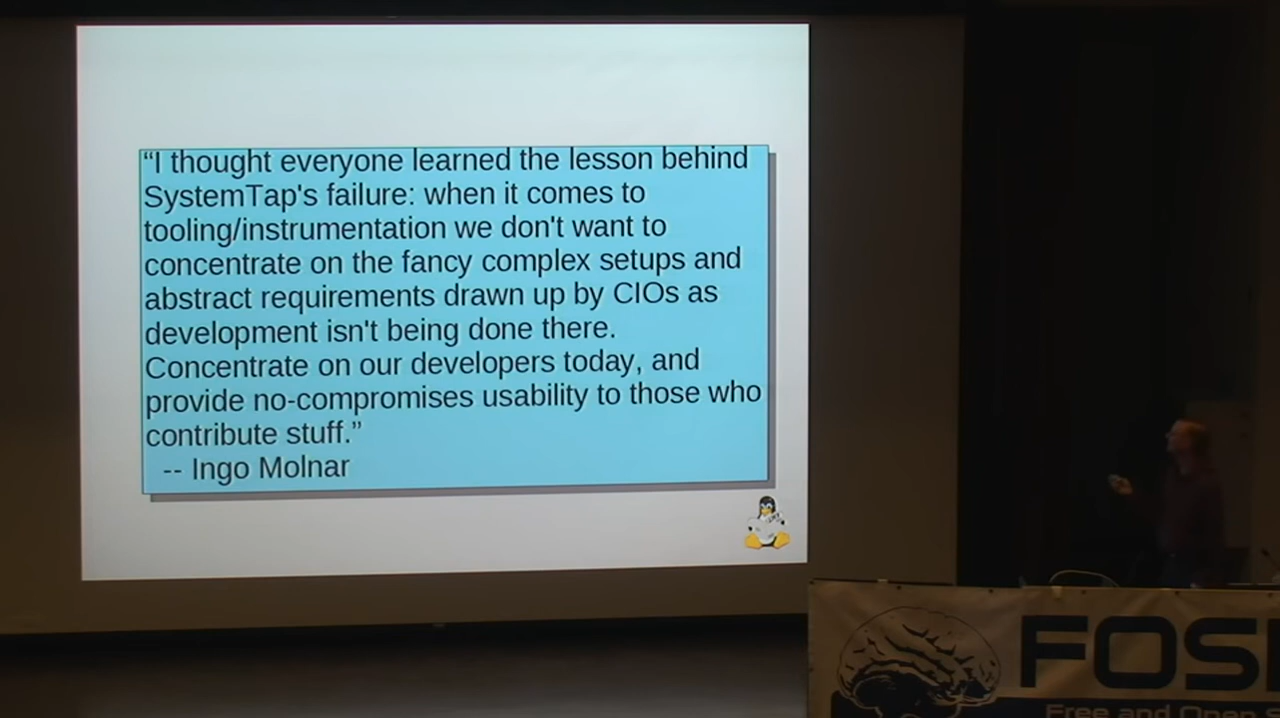 “I thought everyone learned the lesson behind
SystemTap's failure: when it comes to
tooling/instrumentation we don't want to
concentrate on the fancy complex setups and
abstract requirements drawn up by CIOs as
development isn't being done there.
Concentrate on our developers today, and
provide no-compromises usability to those who
contribute stuff.”
-- Ingo Molnar
FOS
Free and Open S